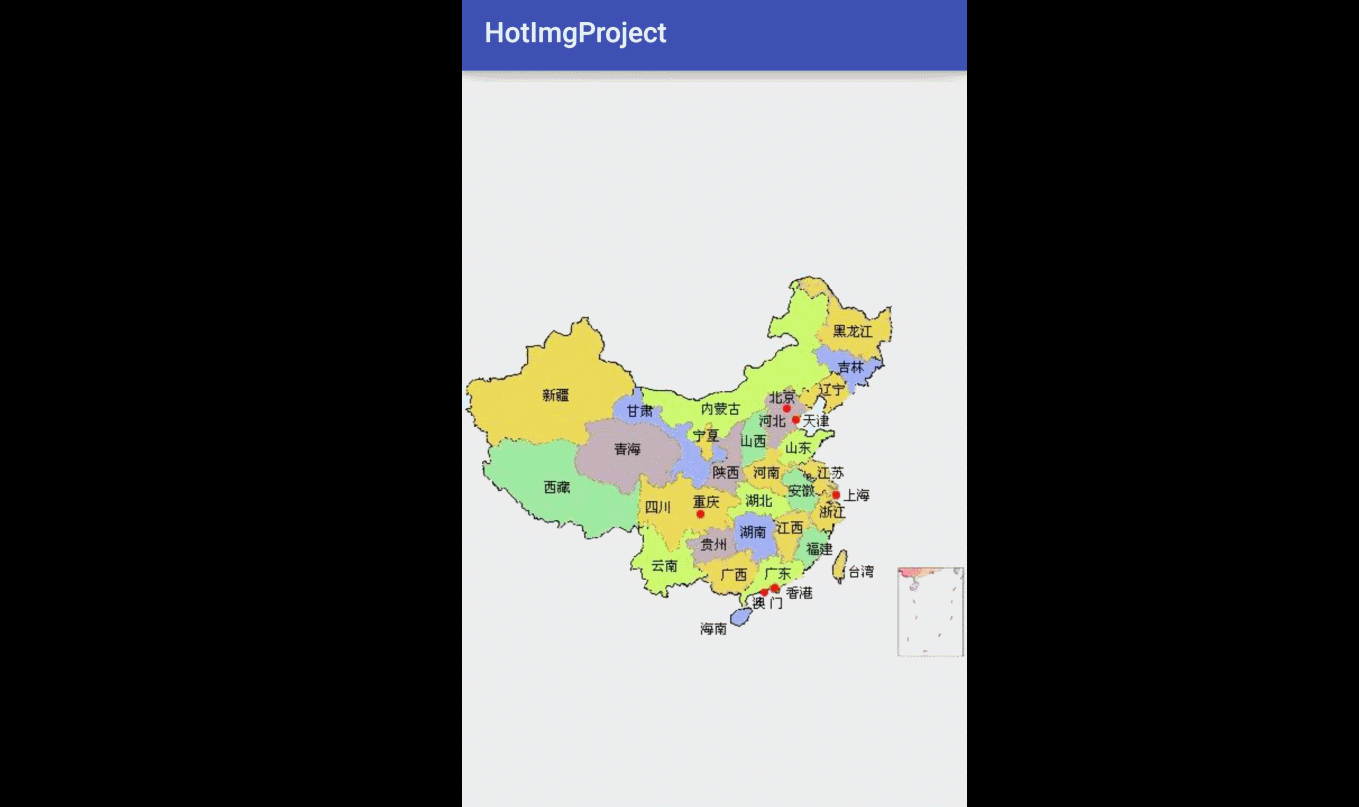 HotImgProject
黑龙江
吉林
辽宁
新疆
北京
内蒙古
甘肃
河北
天津
宁夏
山西
山东
青海
陕西
河南
江苏
西藏
安徽
上海
四川
重庆
湖北
浙江
江西
湖南
贵州
福建
云南
广西
广东
台湾
香港
澳门
海南